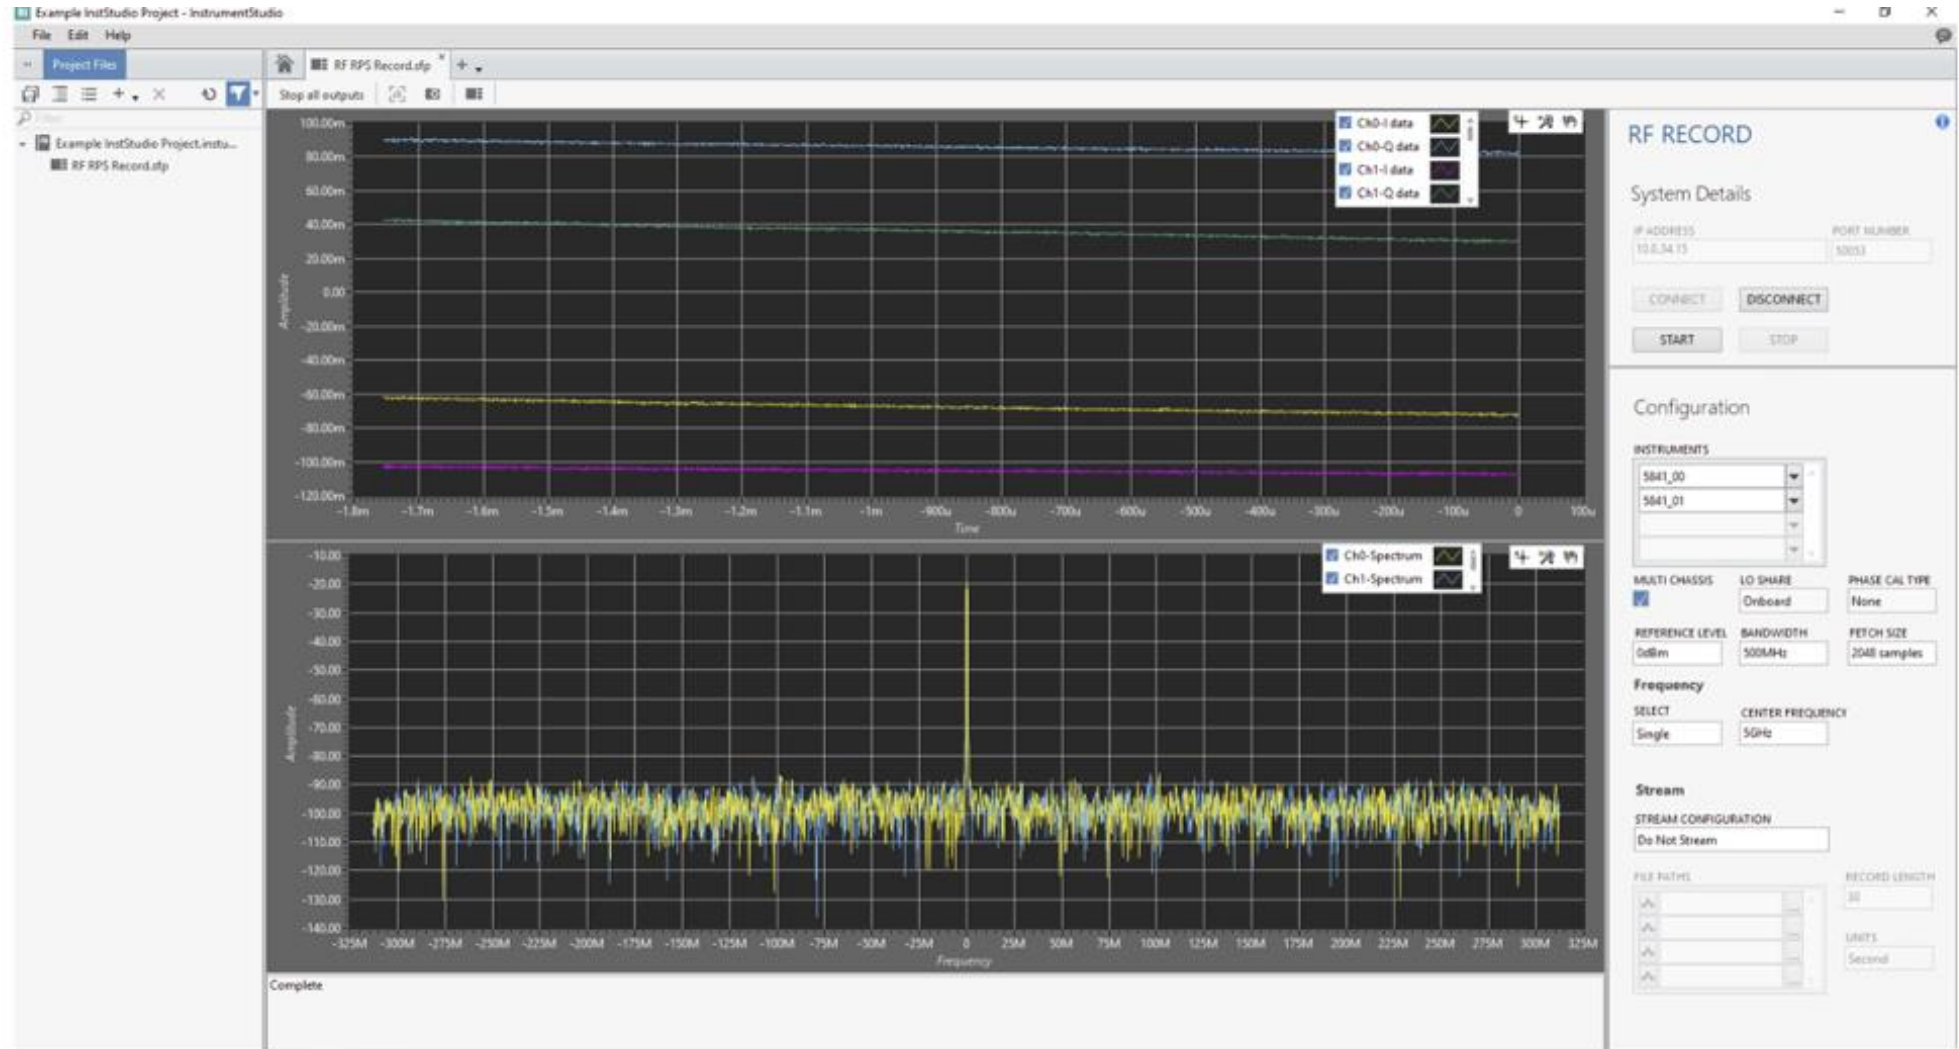 Example InstStudio Project - InstrumentStudio
File Edit Help
Project Files
RF RPS Record.sfp
Stop all outputs
Example InstStudio Project.instu...
RF RPS Record.sfp
100.00m
80.00m
60.00m
40.00m
20.00m
0.00
-20.00m
-40.00m
-60.00m
-80.00m
-100.00m
-120.00m
Amplitude
-1.8m -1.7m -1.6m -1.5m -1.4m -1.3m -1.2m -1.1m -1m -900u -800u -700u -600u -500u -400u -300u -200u -100u 0 100u
Time
Ch0-I data
Ch0-Q data
Ch1-I data
Ch1-Q data
-10.00
-20.00
-30.00
-40.00
-50.00
-60.00
-70.00
-80.00
-90.00
-100.00
-110.00
-120.00
-130.00
-140.00
Amplitude
-325M -300M -275M -250M -225M -200M -175M -150M -125M -100M -75M -50M -25M 0 25M 50M 75M 100M 125M 150M 175M 200M 225M 250M 275M 300M 325M
Frequency
Ch0-Spectrum
Ch1-Spectrum
Complete
RF RECORD
System Details
IP ADDRESS PORT NUMBER
10.0.34.15 50053
CONNECT DISCONNECT
START STOP
Configuration
INSTRUMENTS
5841_00
5841_01
MULTI CHASSIS LO SHARE PHASE CAL TYPE
Onboard None
REFERENCE LEVEL BANDWIDTH FETCH SIZE
0dBm 500MHz 2048 samples
Frequency
SELECT CENTER FREQUENCY
Single 5GHz
Stream
STREAM CONFIGURATION
Do Not Stream
FILE PATHS RECORD LENGTH
30
UNITS
Second